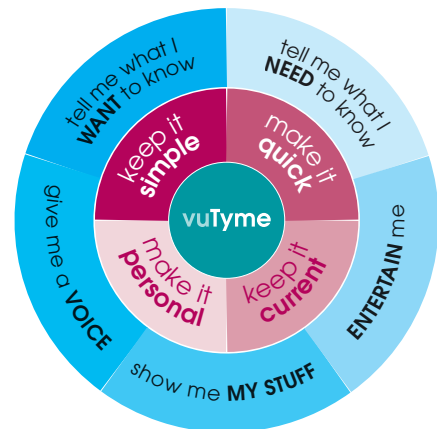 tell me what I
WANT to know
tell me what I
NEED to know
ENTERTAIN me
show me MY STUFF
give me a VOICE
keep it
simple
make it
quick
keep it
current
make it
personal
vuTyme